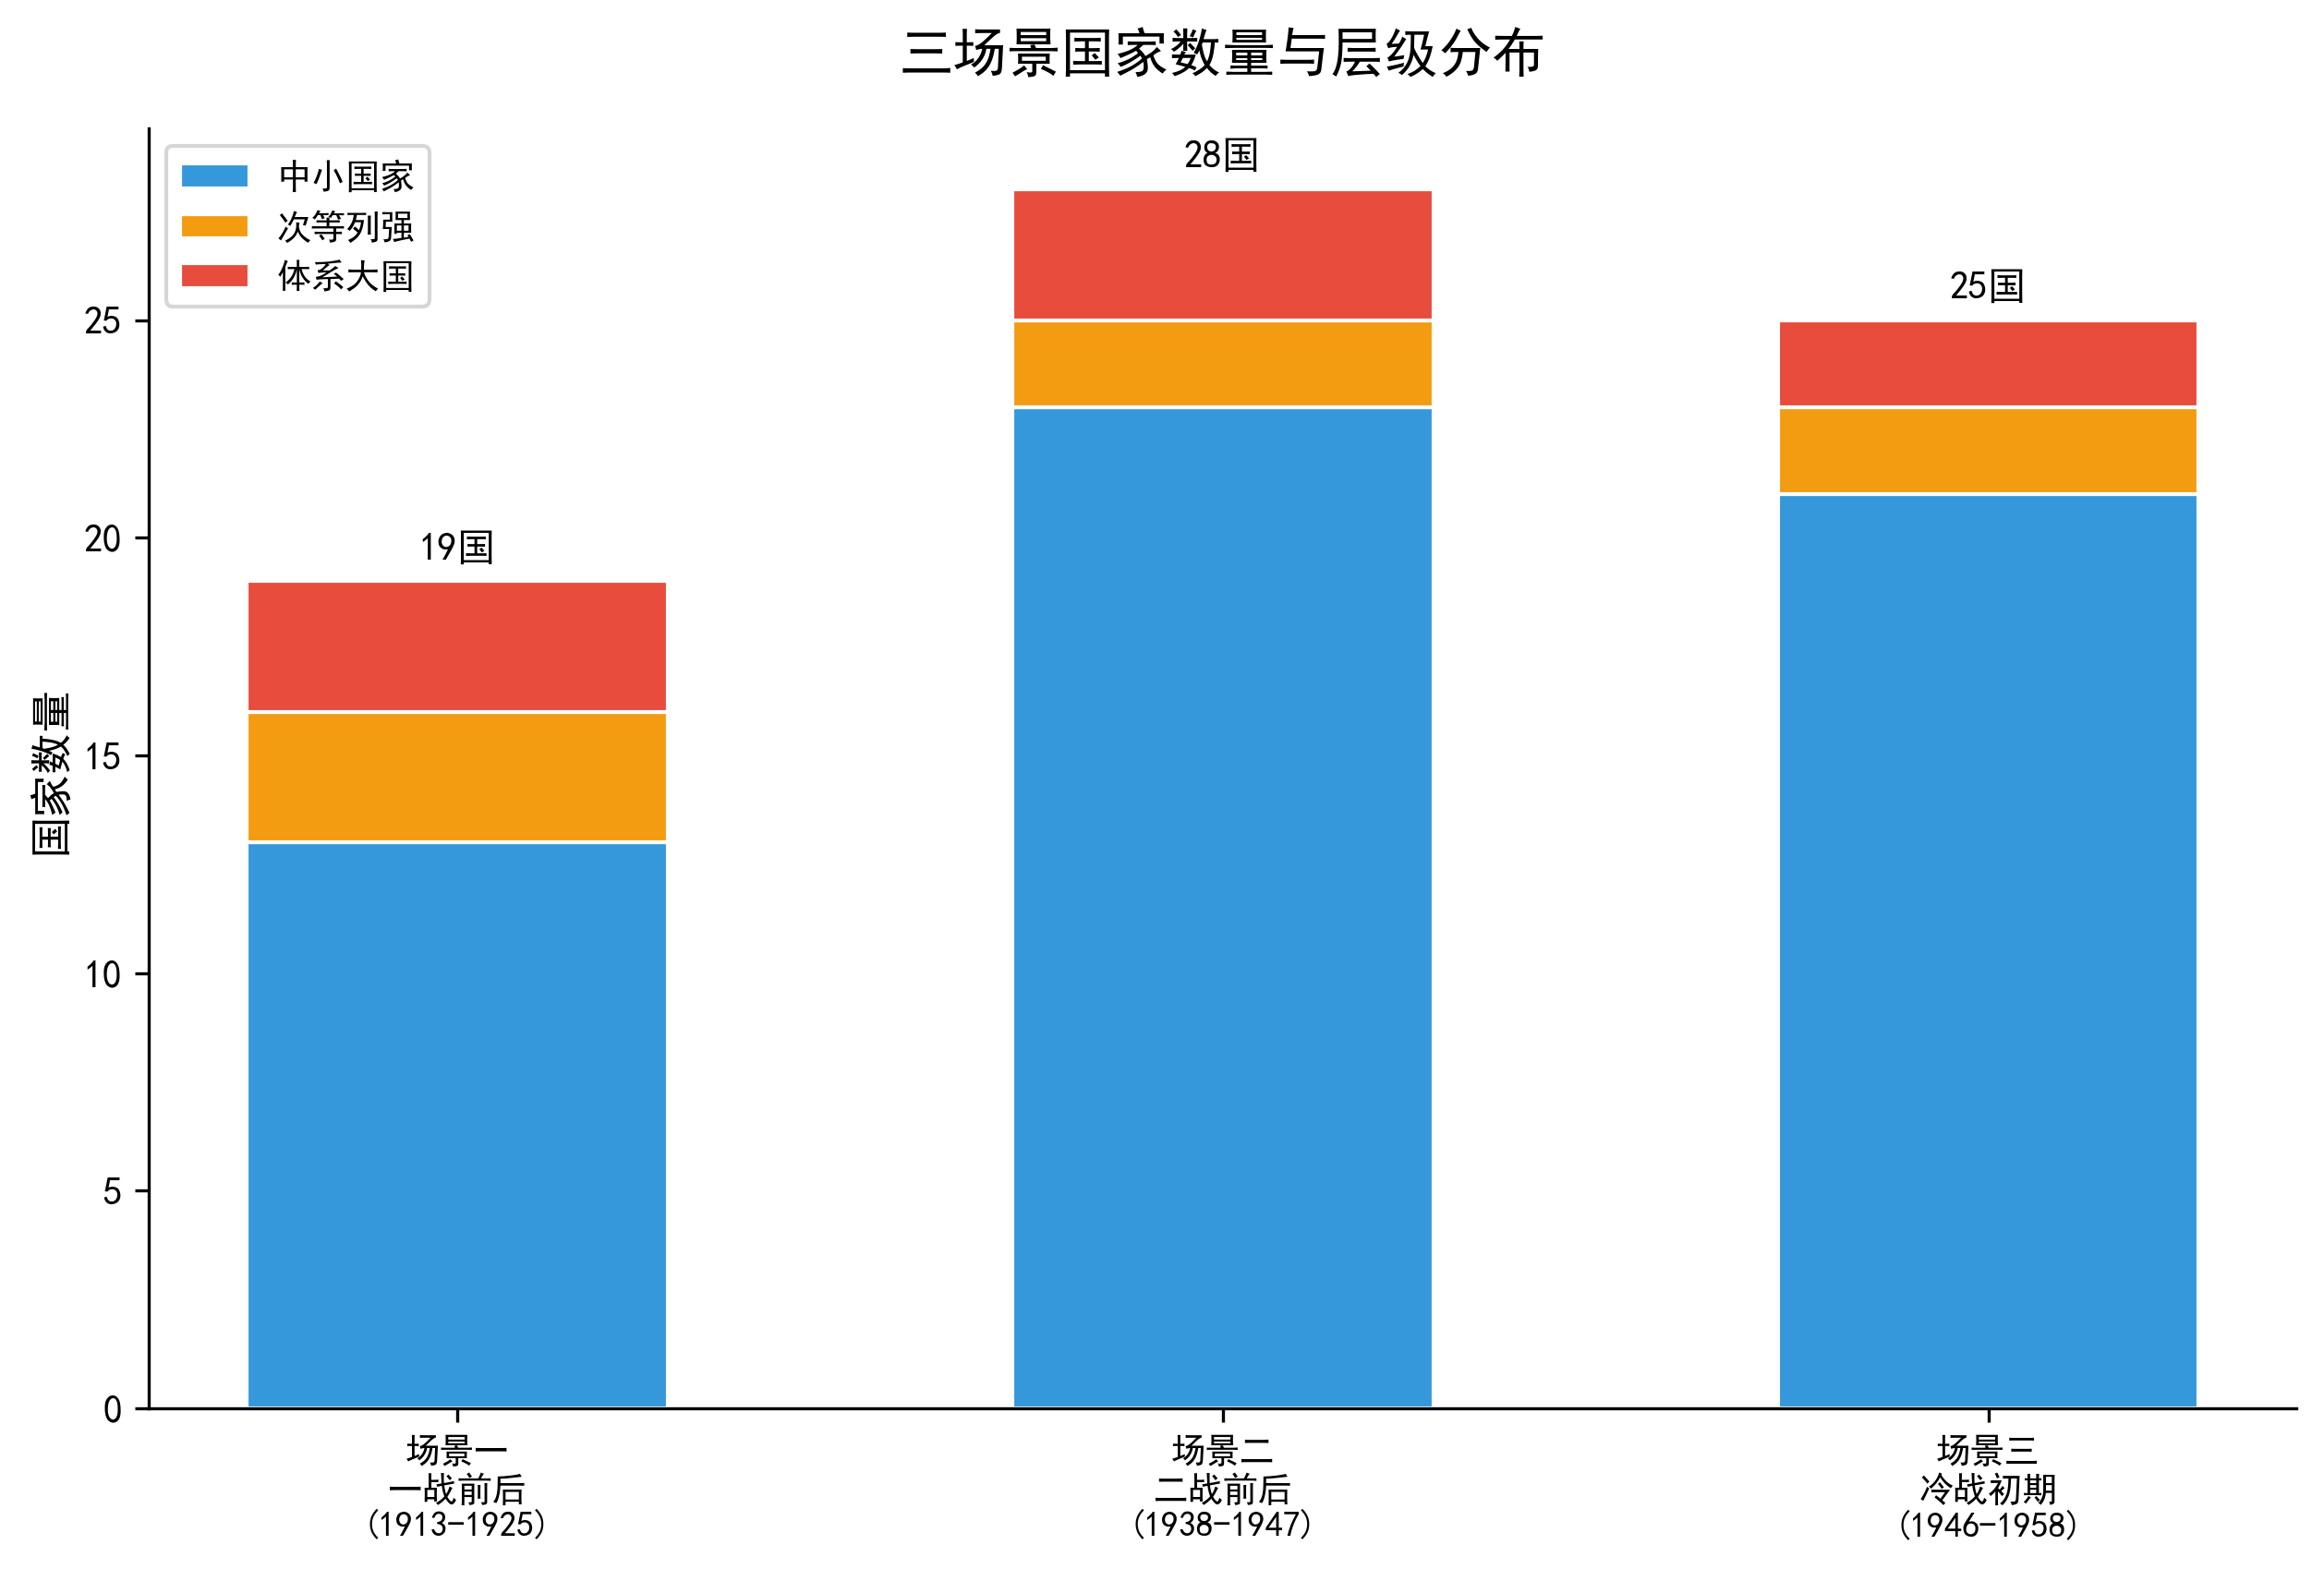 三场景国家数量与层级分布
中小国家
次等列强
体系大国
28国
25国
19国
国家数量
25
20
15
10
5
0
场景一
一战前后
(1913-1925)
场景二
二战前后
(1938-1947)
场景三
冷战初期
(1946-1958)